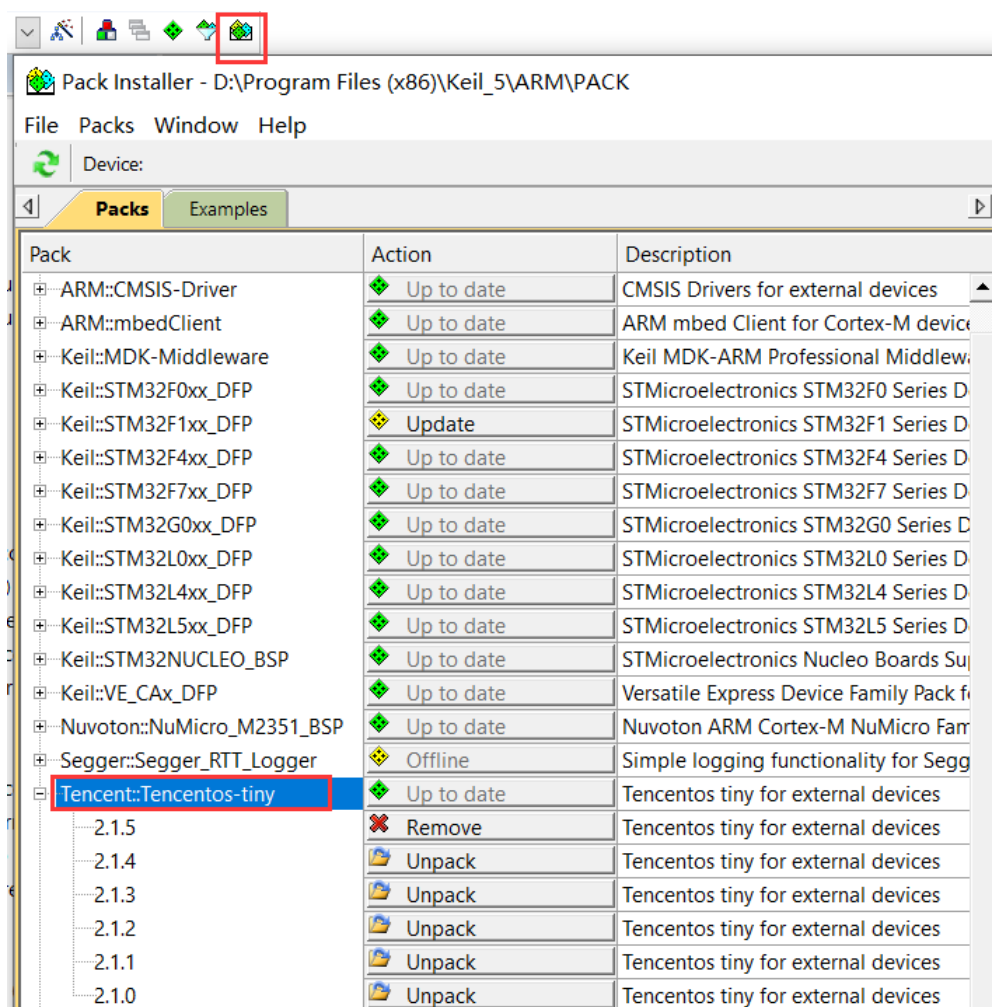 Pack Installer - D:\Program Files (x86)\Keil_5\ARM\PACK
File Packs Window Help
Device:
Packs Examples
Pack Action Description
ARM::CMSIS-Driver Up to date CMSIS Drivers for external devices
ARM::mbedClient Up to date ARM mbed Client for Cortex-M device
Keil::MDK-Middleware Up to date Keil MDK-ARM Professional
Keil::STM32F0xx_DFP Up to date STMicroelectronics STM32F0 Series
Keil::STM32F1xx_DFP Update STMicroelectronics STM32F1 Series
Keil::STM32F4xx_DFP Up to date STMicroelectronics STM32F4 Series
Keil::STM32F7xx_DFP Up to date STMicroelectronics STM32F7 Series
Keil::STM32G0xx_DFP Up to date STMicroelectronics STM32G0 Series
Keil::STM32L0xx_DFP Up to date STMicroelectronics STM32L0 Series
Keil::STM32L4xx_DFP Up to date STMicroelectronics STM32L4 Series
Keil::STM32L5xx_DFP Up to date STMicroelectronics STM32L5 Series
Keil::STM32NUCLEO_BSP Up to date STMicroelectronics Nucleo Boards
Keil::VE_CAx_DFP Up to date Versatile Express Device Family Pack
Nuvoton::NuMicro_M2351_BSP Up to date Nuvoton ARM Cortex-M NuMicro Fam
Segger::Segger_RTT_Logger Offline Simple logging functionality for Segg
Tencent::Tencentos-tiny Up to date Tencentos tiny for external devices
2.1.5 Remove Tencentos tiny for external devices
2.1.4 Unpack Tencentos tiny for external devices
2.1.3 Unpack Tencentos tiny for external devices
2.1.2 Unpack Tencentos tiny for external devices
2.1.1 Unpack Tencentos tiny for external devices
2.1.0 Unpack Tencentos tiny for external devices